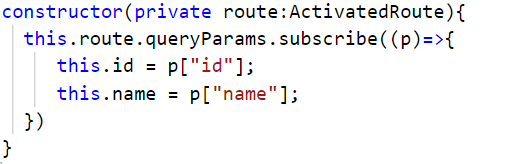 constructor(private route:ActivatedRoute){
this.route.queryParams.subscribe((p)=>{
this.id = p["id"];
this.name = p["name"];
})
}